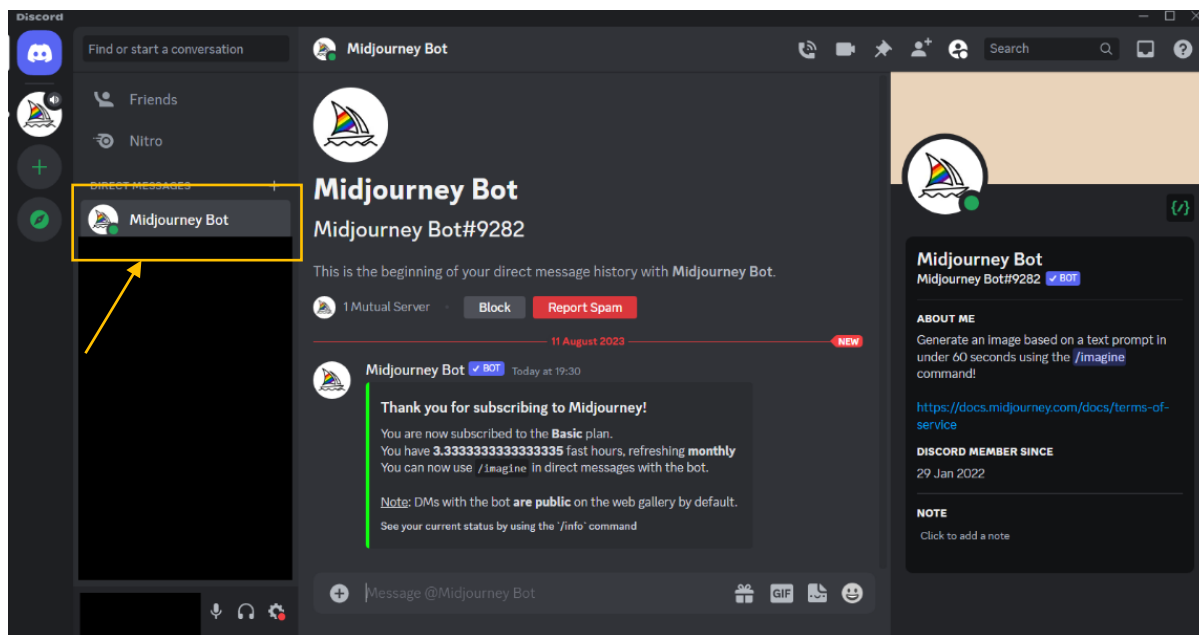 Discord
Find or start a conversation
Friends
Nitro
DIRECT MESSAGES
Midjourney Bot
Midjourney Bot
Search
Midjourney Bot
Midjourney Bot#9282
This is the beginning of your direct message history with Midjourney Bot.
1 Mutual Server
Block
Report Spam
11 August 2023
NEW
Midjourney Bot BOT Today at 19:30
Thank you for subscribing to Midjourney!
You are now subscribed to the Basic plan.
You have 3.3333333333333335 fast hours, refreshing monthly
You can now use /imagine in direct messages with the bot.
Note: DMs with the bot are public on the web gallery by default.
See your current status by using the `/info` command
Message @Midjourney Bot
GIF
Midjourney Bot
Midjourney Bot#9282 BOT
ABOUT ME
Generate an image based on a text prompt in
under 60 seconds using the /imagine
command!
https://docs.midjourney.com/docs/terms-of-
service
DISCORD MEMBER SINCE
29 Jan 2022
NOTE
Click to add a note